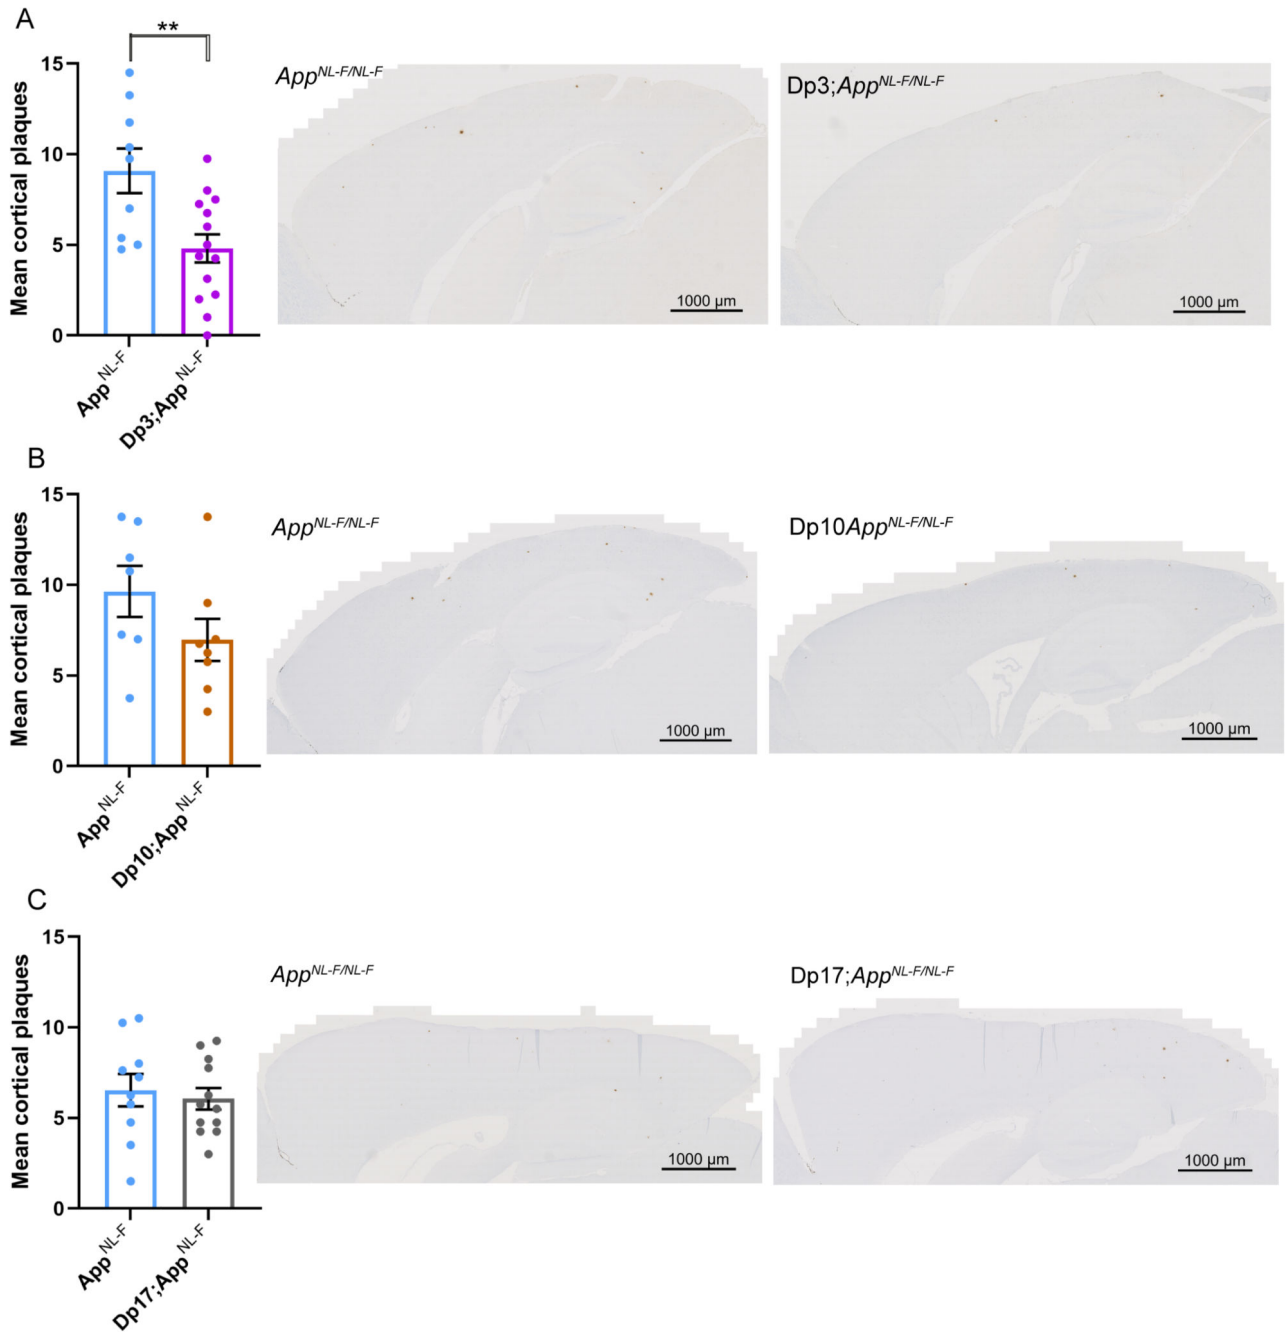 A
**
Mean cortical plaques
15
10
5
0
App^NL-F
Dp3;App^NL-F
App^NL-F/NL-F
1000 µm
Dp3;App^NL-F/NL-F
1000 µm
B
Mean cortical plaques
15
10
5
0
App^NL-F
Dp10;App^NL-F
App^NL-F/NL-F
1000 µm
Dp10App^NL-F/NL-F
1000 µm
C
Mean cortical plaques
15
10
5
0
App^NL-F
Dp17;App^NL-F
App^NL-F/NL-F
1000 µm
Dp17;App^NL-F/NL-F
1000 µm